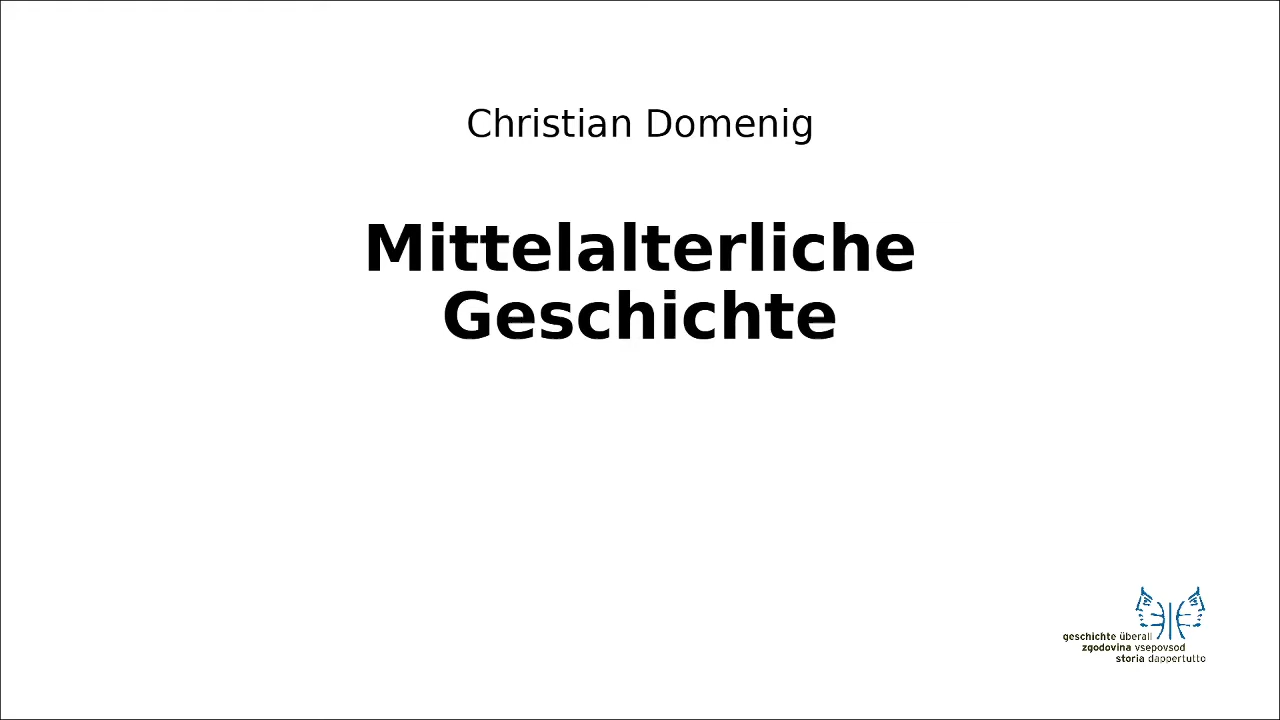 Christian Domenig
Mittelalterliche
Geschichte
geschichte überall
zgodovina vsepovsod
storia dappertutto